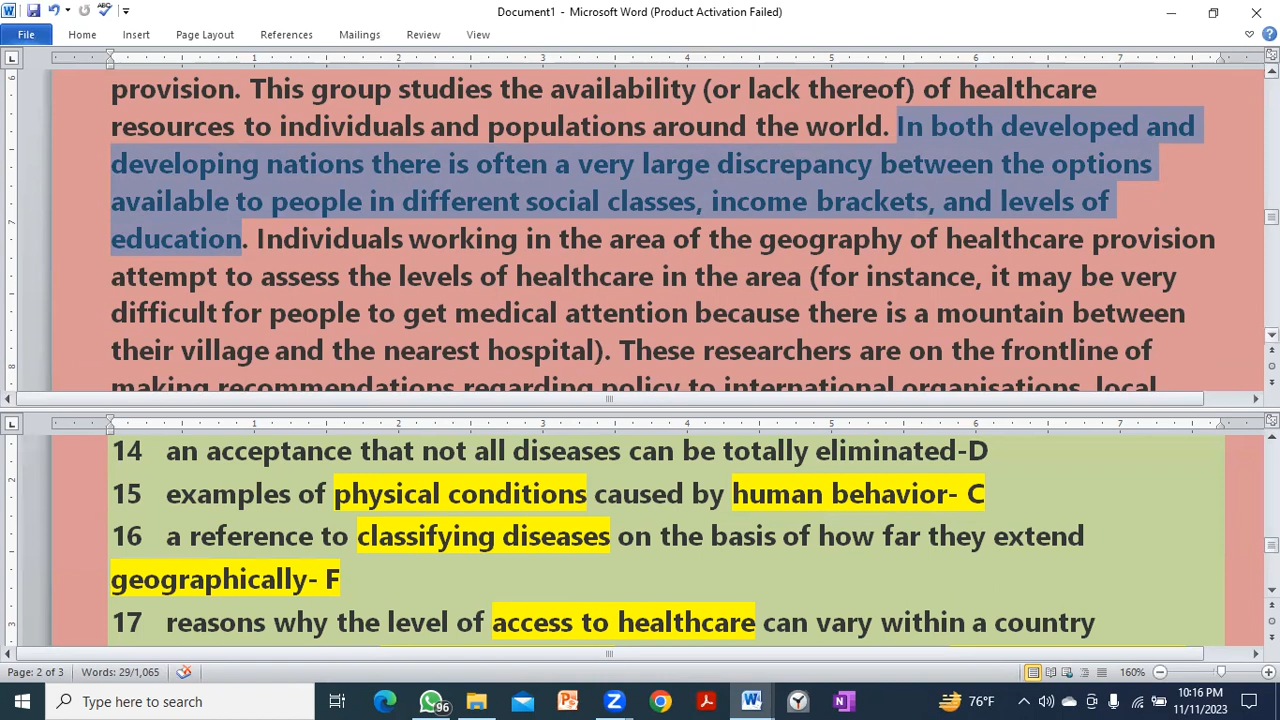 Document1 - Microsoft Word (Product Activation Failed)
File Home Insert Page Layout References Mailings Review View
provision. This group studies the availability (or lack thereof) of healthcare
resources to individuals and populations around the world. In both developed and
developing nations there is often a very large discrepancy between the options
available to people in different social classes, income brackets, and levels of
education. Individuals working in the area of the geography of healthcare provision
attempt to assess the levels of healthcare in the area (for instance, it may be very
difficult for people to get medical attention because there is a mountain between
their village and the nearest hospital). These researchers are on the frontline of
making recommendations regarding policy to international organisations, local
14 an acceptance that not all diseases can be totally eliminated-D
15 examples of physical conditions caused by human behavior- C
16 a reference to classifying diseases on the basis of how far they extend
geographically- F
17 reasons why the level of access to healthcare can vary within a country
Page: 2 of 3 Words: 29/1,065 160%
Type here to search 96 76°F 10:16 PM
11/11/2023